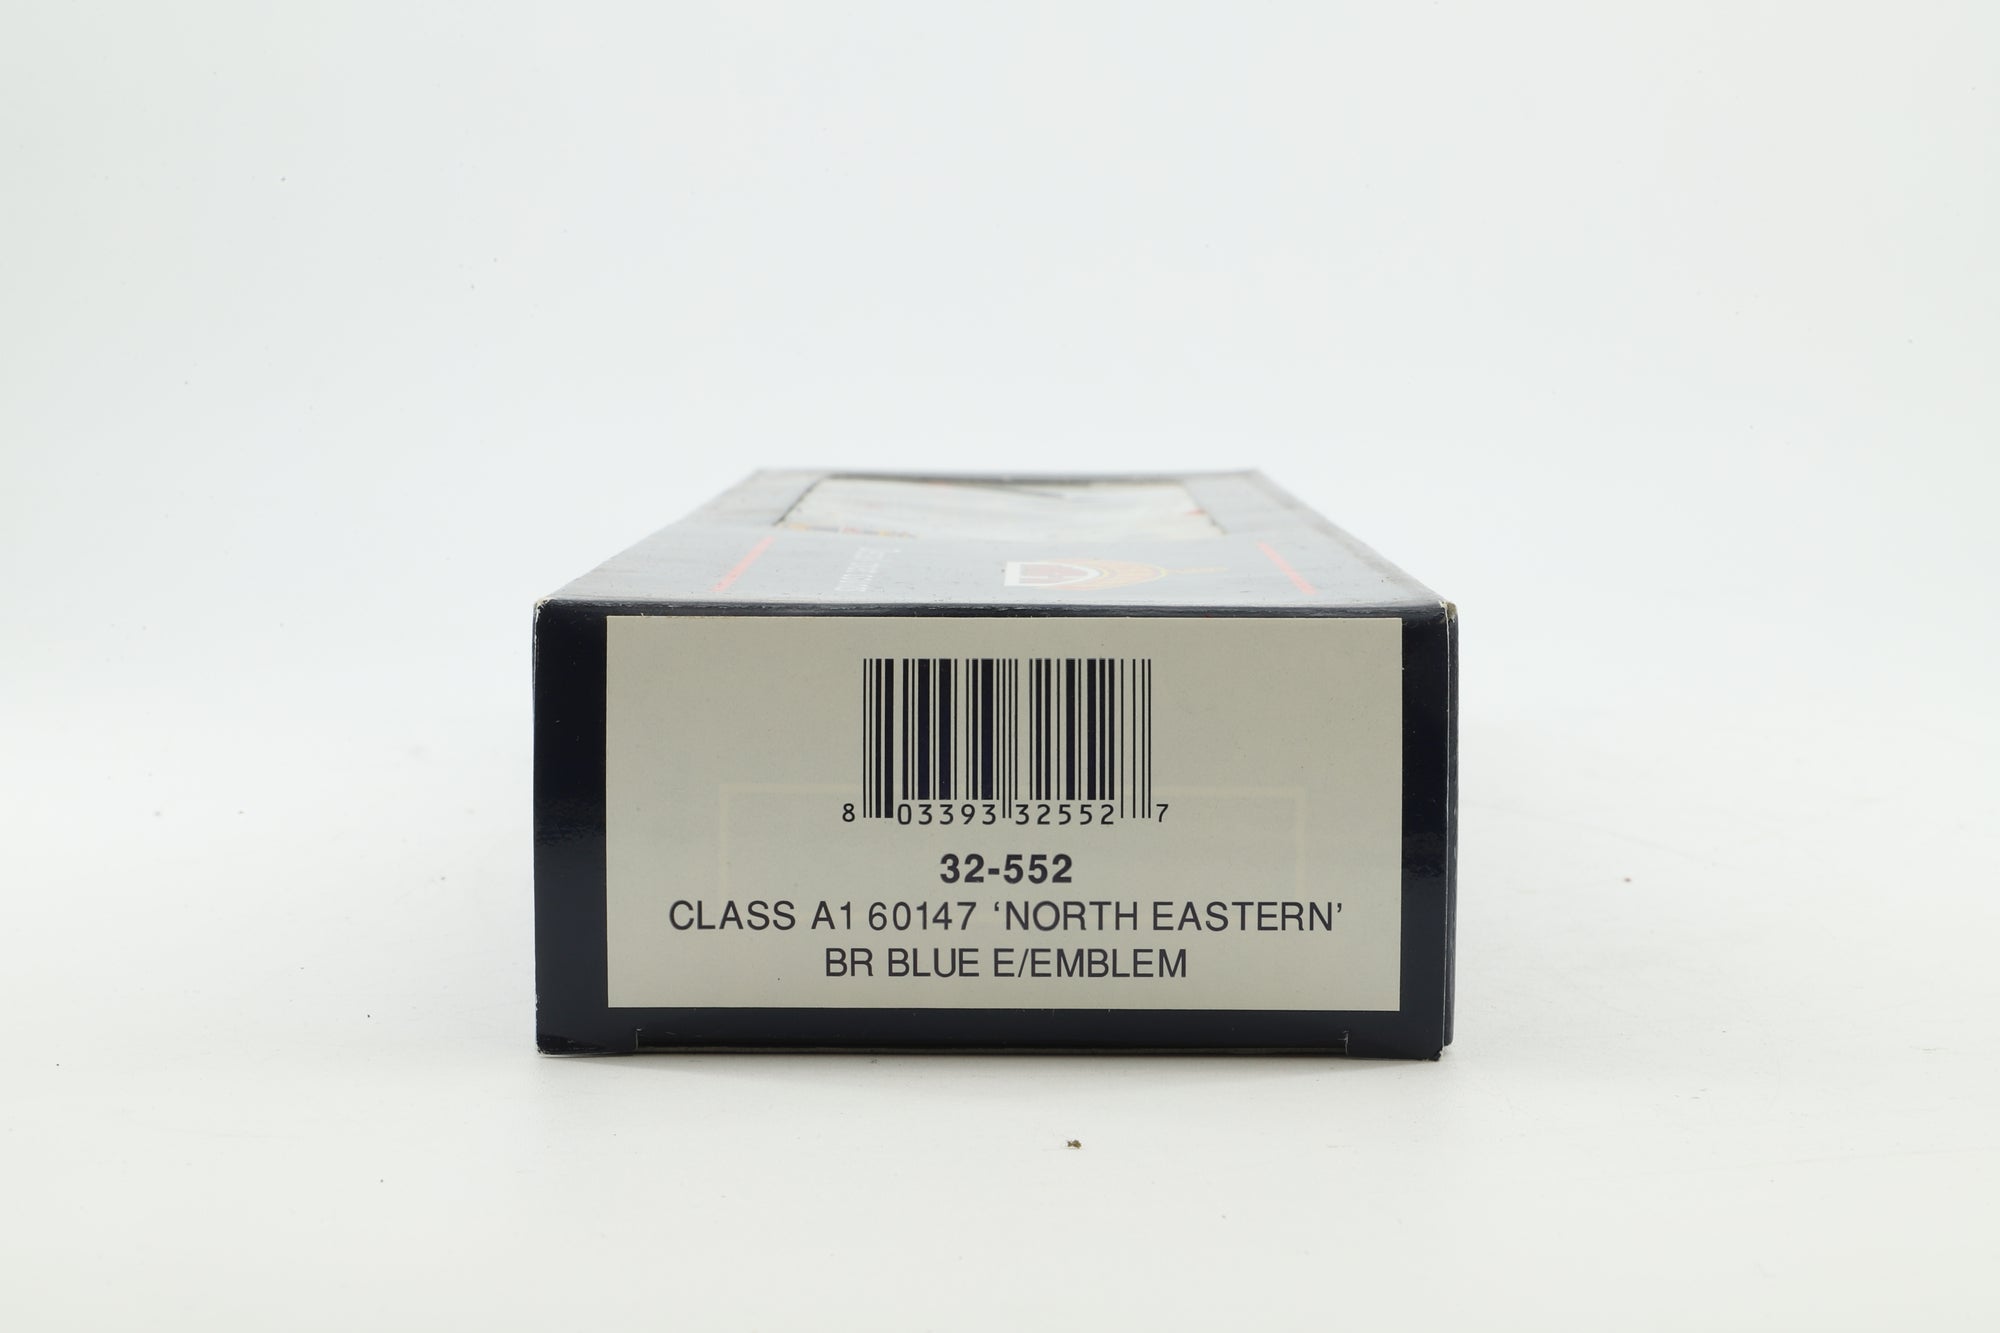 8 03393 32552 7
32-552
CLASS A1 60147 ‘NORTH EASTERN’
BR BLUE E/EMBLEM